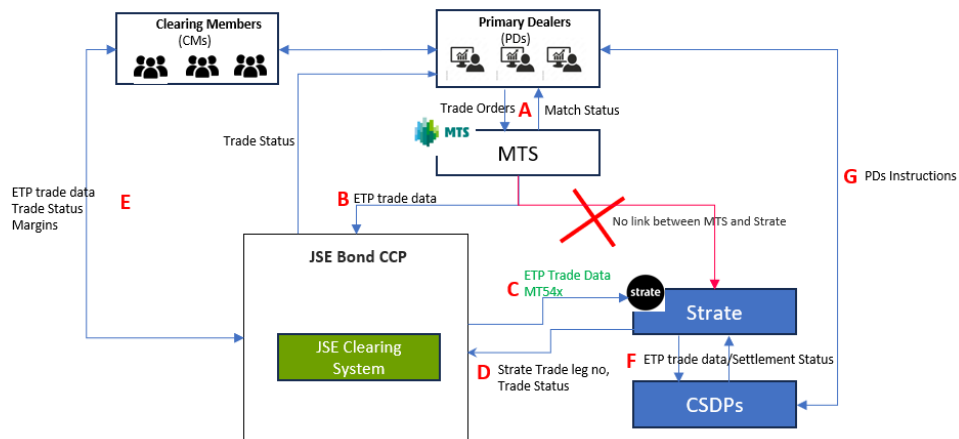 Clearing Members
(CMs)
Primary Dealers
(PDs)
Trade Orders
A
Match Status
MTS
MTS
Trade Status
ETP trade data
Trade Status
Margins
E
B
ETP trade data
No link between MTS and Strate
G
PDs Instructions
JSE Bond CCP
C
ETP Trade Data
MT54x
strate
Strate
JSE Clearing
System
D
Strate Trade leg no,
Trade Status
F
ETP trade data/Settlement Status
CSDPs